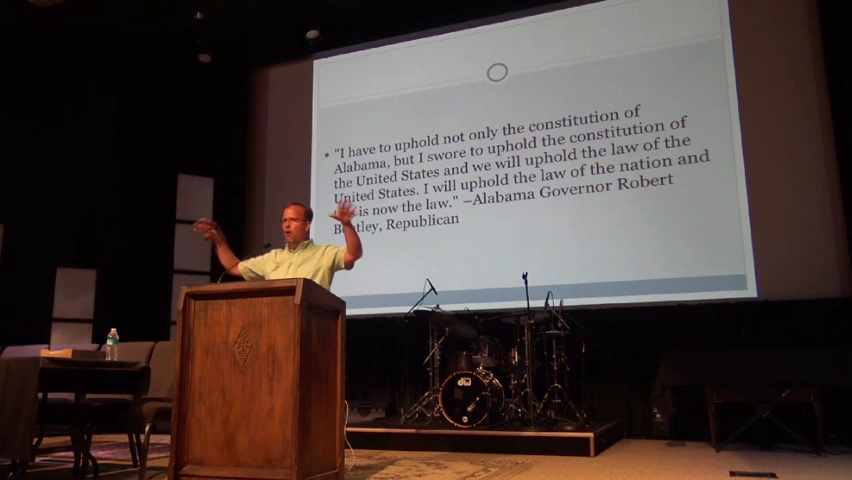 • "I have to uphold not only the constitution of
Alabama, but I swore to uphold the constitution of
the United States and we will uphold the law of the
United States. I will uphold the law of the nation and
is now the law." –Alabama Governor Robert
tley, Republican
dw